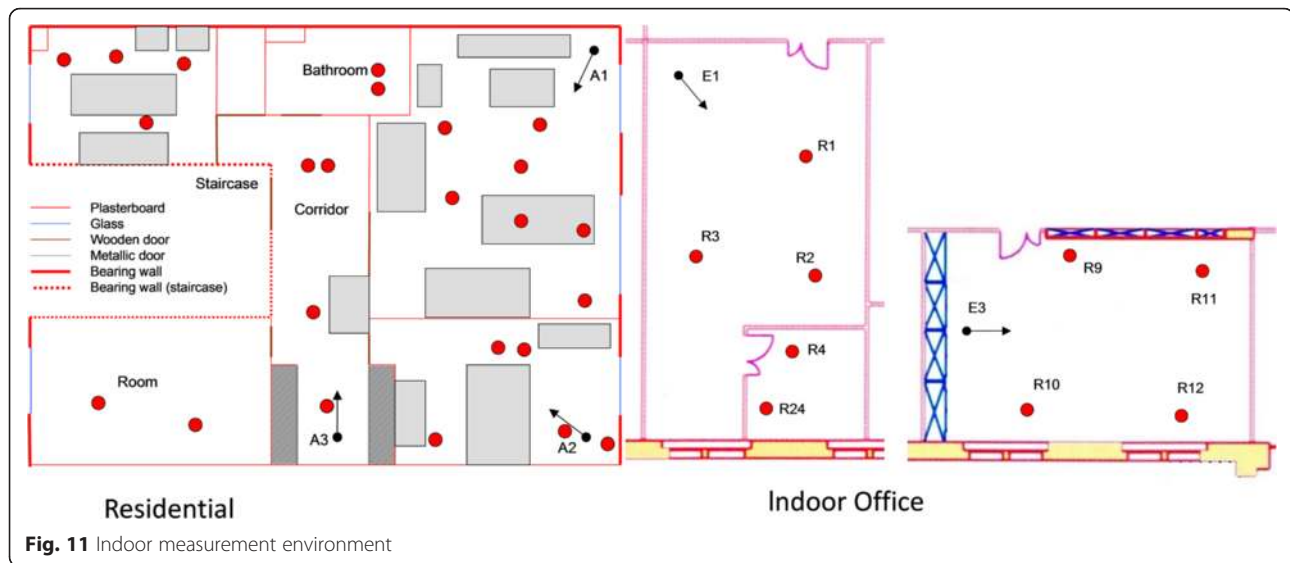 Bathroom
A1
Staircase
Corridor
Plasterboard
Glass
Wooden door
Metallic door
Bearing wall
Bearing wall (staircase)
Room
A3
A2
E1
R1
R3
R2
R4
R24
R9
R11
E3
R10
R12
Residential
Indoor Office
Fig. 11 Indoor measurement environment